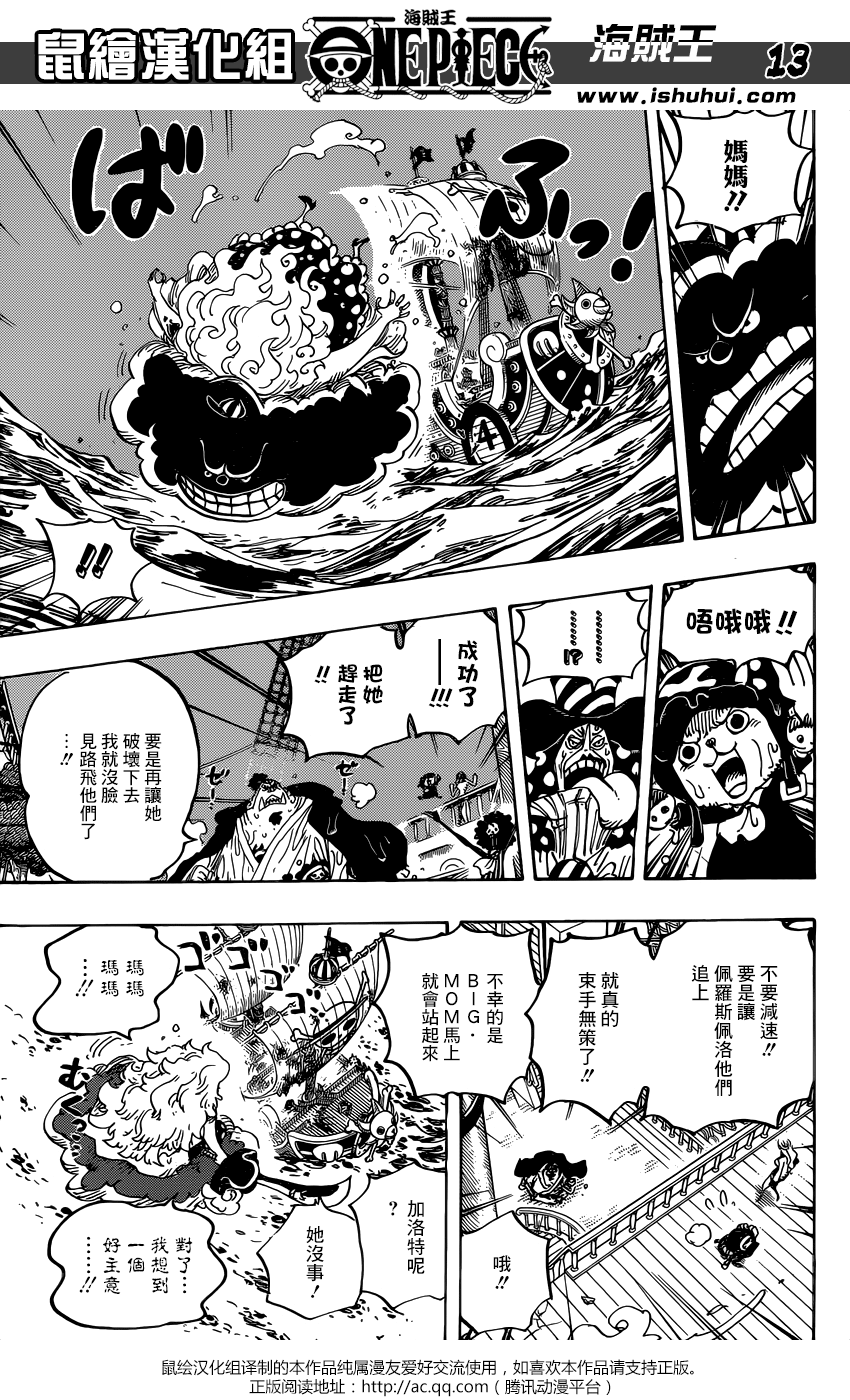 鼠繪漢化組
海賊王
ONE PIECE
海賊王
13
www.ishuhui.com
媽媽!!
ばふっ!
!!
唔哦哦!!
…………!?
成功了
——!!!
把她
趕走了
!!
ゼー
ゼー
要是再讓她
破壞下去
我就沒臉
見路飛他們了
…!!
不要減速!!
要是讓
佩羅斯佩洛他們
追上
就真的
束手無策了!!
不幸的是
BIG·
MOM馬上
就會站起來
哦!!
ゴゴゴ
瑪瑪
瑪瑪
…!!
むくっ…
加洛特呢
?
她沒事!
對了…
我想到
一個
好主意
……!!
4
鼠绘汉化组译制的本作品纯属漫友爱好交流使用，如喜欢本作品请支持正版。
正版阅读地址：http://ac.qq.com（腾讯动漫平台）